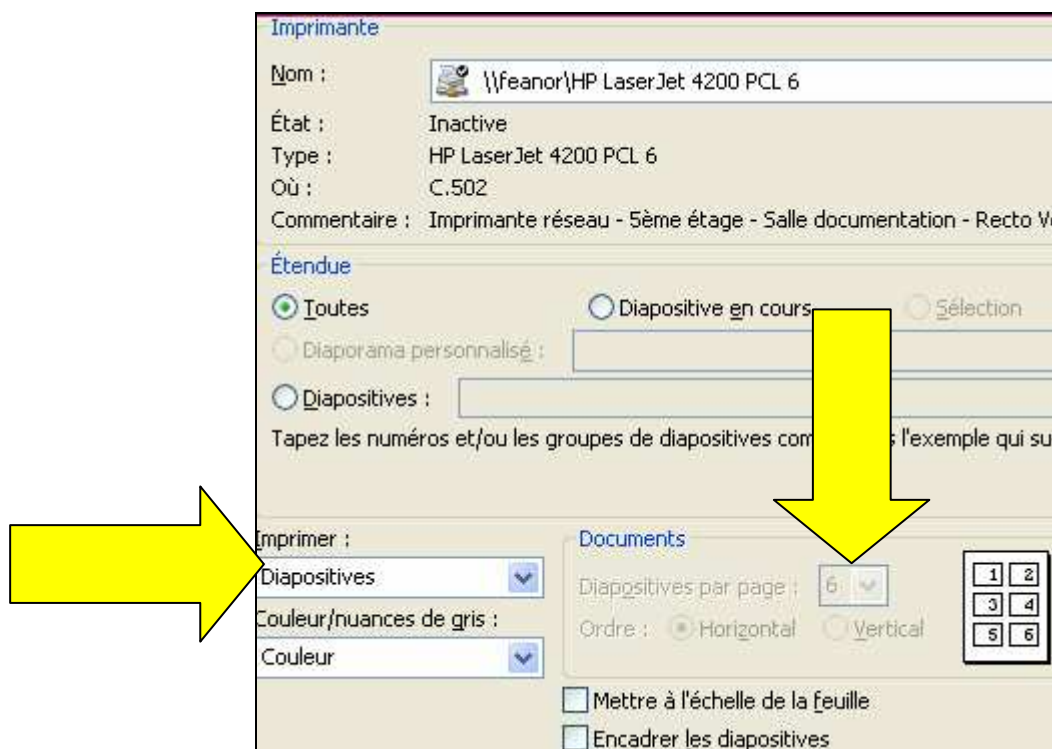 Imprimante
Nom : \\feanor\HP LaserJet 4200 PCL 6
État : Inactive
Type : HP LaserJet 4200 PCL 6
Où : C.502
Commentaire : Imprimante réseau - 5ème étage - Salle documentation - Recto
Étendue
Toutes Diapositive en cours Sélection
Diaporama personnalisé :
Diapositives :
Tapez les numéros et/ou les groupes de diapositives l'exemple qui
Imprimer : Documents
Diapositives Diapositives par page : 6
Couleur/nuances de gris : Ordre : Horizontal Vertical
Couleur
1 2
3 4
5 6
Mettre à l'échelle de la feuille
Encadrer les diapositives